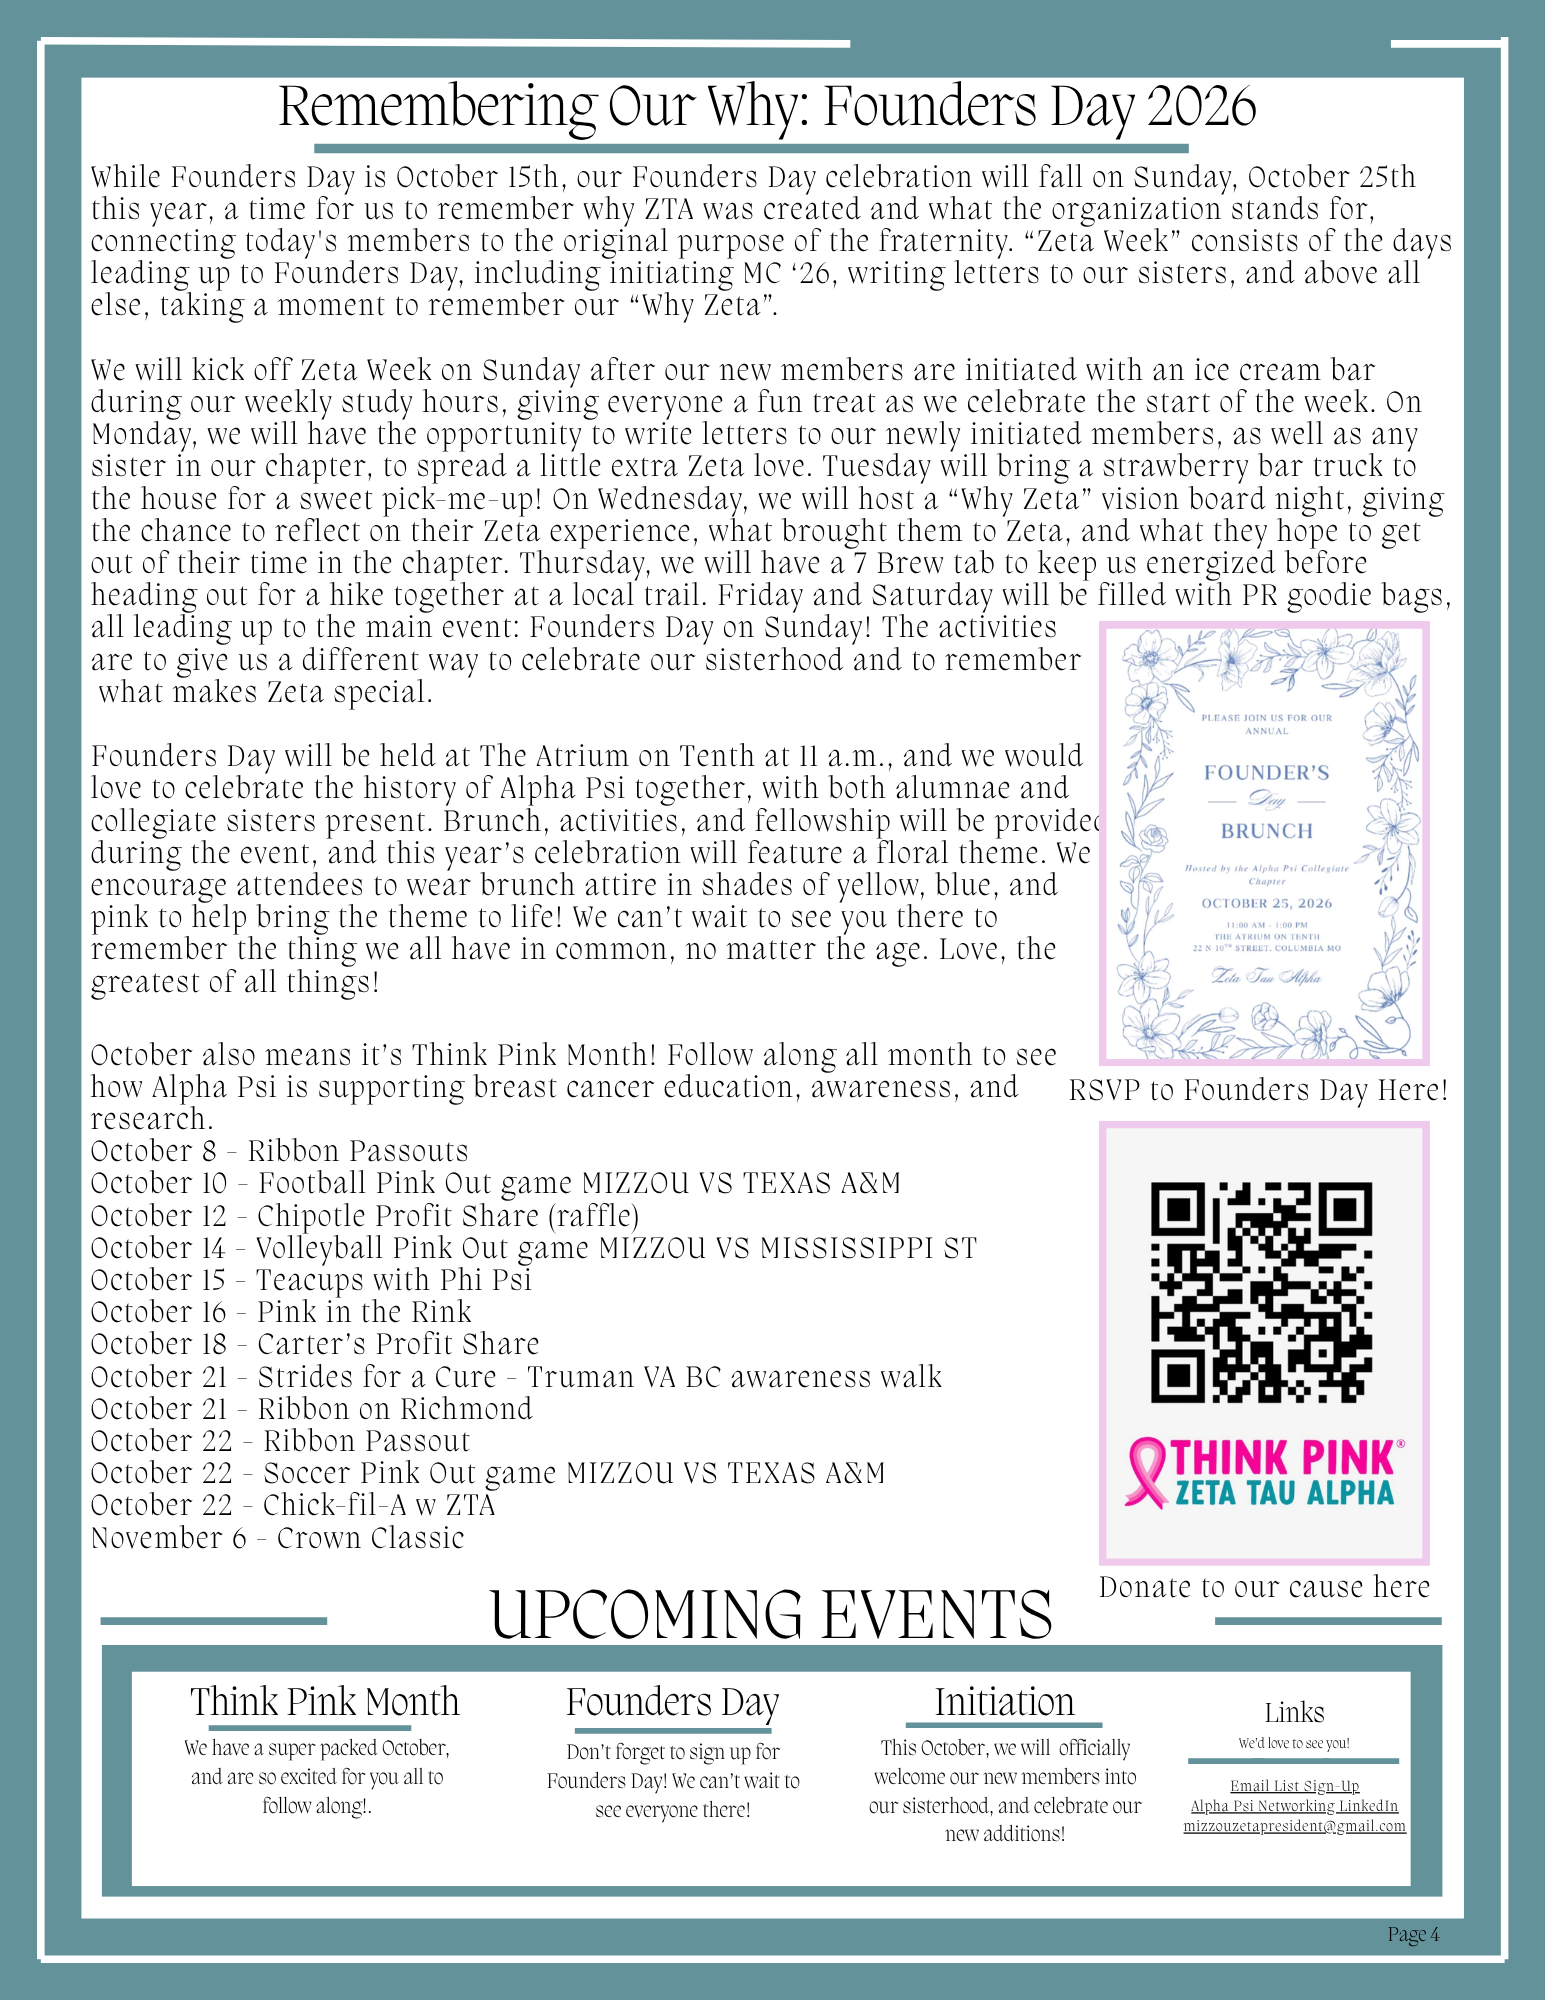 Remembering Our Why: Founders Day 2026
While Founders Day is October 15th, our Founders Day celebration will fall on Sunday, October 25th
this year, a time for us to remember why ZTA was created and what the organization stands for,
connecting today's members to the original purpose of the fraternity. “Zeta Week” consists of the days
leading up to Founders Day, including initiating MC ‘26, writing letters to our sisters, and above all
else, taking a moment to remember our “Why Zeta”.
We will kick off Zeta Week on Sunday after our new members are initiated with an ice cream bar
during our weekly study hours, giving everyone a fun treat as we celebrate the start of the week. On
Monday, we will have the opportunity to write letters to our newly initiated members, as well as any
sister in our chapter, to spread a little extra Zeta love. Tuesday will bring a strawberry bar truck to
the house for a sweet pick-me-up! On Wednesday, we will host a “Why Zeta” vision board night, giving
the chance to reflect on their Zeta experience, what brought them to Zeta, and what they hope to get
out of their time in the chapter. Thursday, we will have a 7 Brew tab to keep us energized before
heading out for a hike together at a local trail. Friday and Saturday will be filled with PR goodie bags,
all leading up to the main event: Founders Day on Sunday! The activities
are to give us a different way to celebrate our sisterhood and to remember
what makes Zeta special.
Founders Day will be held at The Atrium on Tenth at 11 a.m., and we would
love to celebrate the history of Alpha Psi together, with both alumnae and
collegiate sisters present. Brunch, activities, and fellowship will be provided
during the event, and this year’s celebration will feature a floral theme. We
encourage attendees to wear brunch attire in shades of yellow, blue, and
pink to help bring the theme to life! We can’t wait to see you there to
remember the thing we all have in common, no matter the age. Love, the
greatest of all things!
PLEASE JOIN US FOR OUR
ANNUAL
FOUNDER’S
Day
BRUNCH
Hosted by the Alpha Psi Collegiate
Chapter
OCTOBER 25, 2026
11:00 AM - 1:00 PM
THE ATRIUM ON TENTH
22 N 10TH STREET, COLUMBIA MO
Zeta Tau Alpha
RSVP to Founders Day Here!
October also means it’s Think Pink Month! Follow along all month to see
how Alpha Psi is supporting breast cancer education, awareness, and
research.
October 8 - Ribbon Passouts
October 10 - Football Pink Out game MIZZOU VS TEXAS A&M
October 12 - Chipotle Profit Share (raffle)
October 14 - Volleyball Pink Out game MIZZOU VS MISSISSIPPI ST
October 15 - Teacups with Phi Psi
October 16 - Pink in the Rink
October 18 - Carter’s Profit Share
October 21 - Strides for a Cure - Truman VA BC awareness walk
October 21 - Ribbon on Richmond
October 22 - Ribbon Passout
October 22 - Soccer Pink Out game MIZZOU VS TEXAS A&M
October 22 - Chick-fil-A w ZTA
November 6 - Crown Classic
THINK PINK®
ZETA TAU ALPHA
Donate to our cause here
UPCOMING EVENTS
Think Pink Month
We have a super packed October,
and are so excited for you all to
follow along!.
Founders Day
Don’t forget to sign up for
Founders Day! We can’t wait to
see everyone there!
Initiation
This October, we will officially
welcome our new members into
our sisterhood, and celebrate our
new additions!
Links
We’d love to see you!
Email List Sign-Up
Alpha Psi Networking LinkedIn
mizzouzetapresident@gmail.com
Page 4